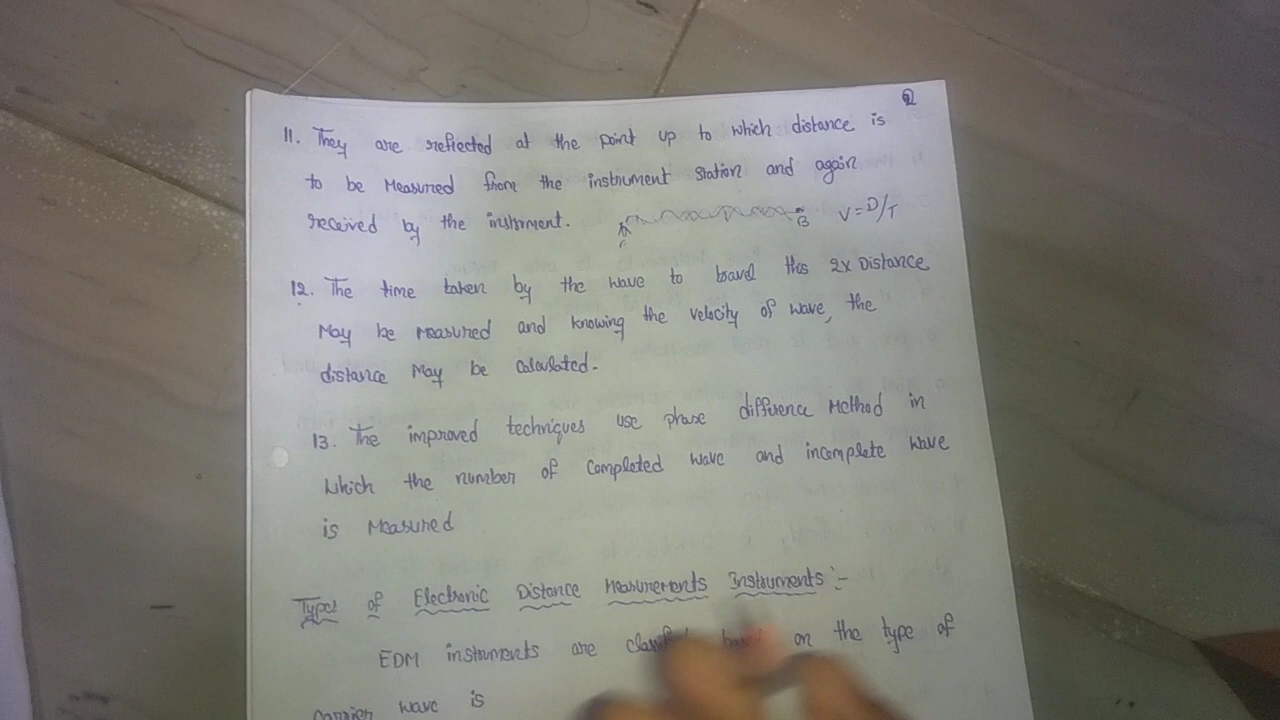 2
11. They are reflected at the point up to which distance is
to be Measured from the instrument station and again
received by the instrument. A B V=D/T
12. The time taken by the wave to travel this 2x Distance
May be Measured and knowing the velocity of wave, the
distance May be Calculated.
13. The improved techniques use phase difference Method in
which the number of Completed wave and incomplete wave
is Measured
Types of Electronic Distance Measurements Instruments :-
EDM instruments are classified based on the type of
carrier wave is